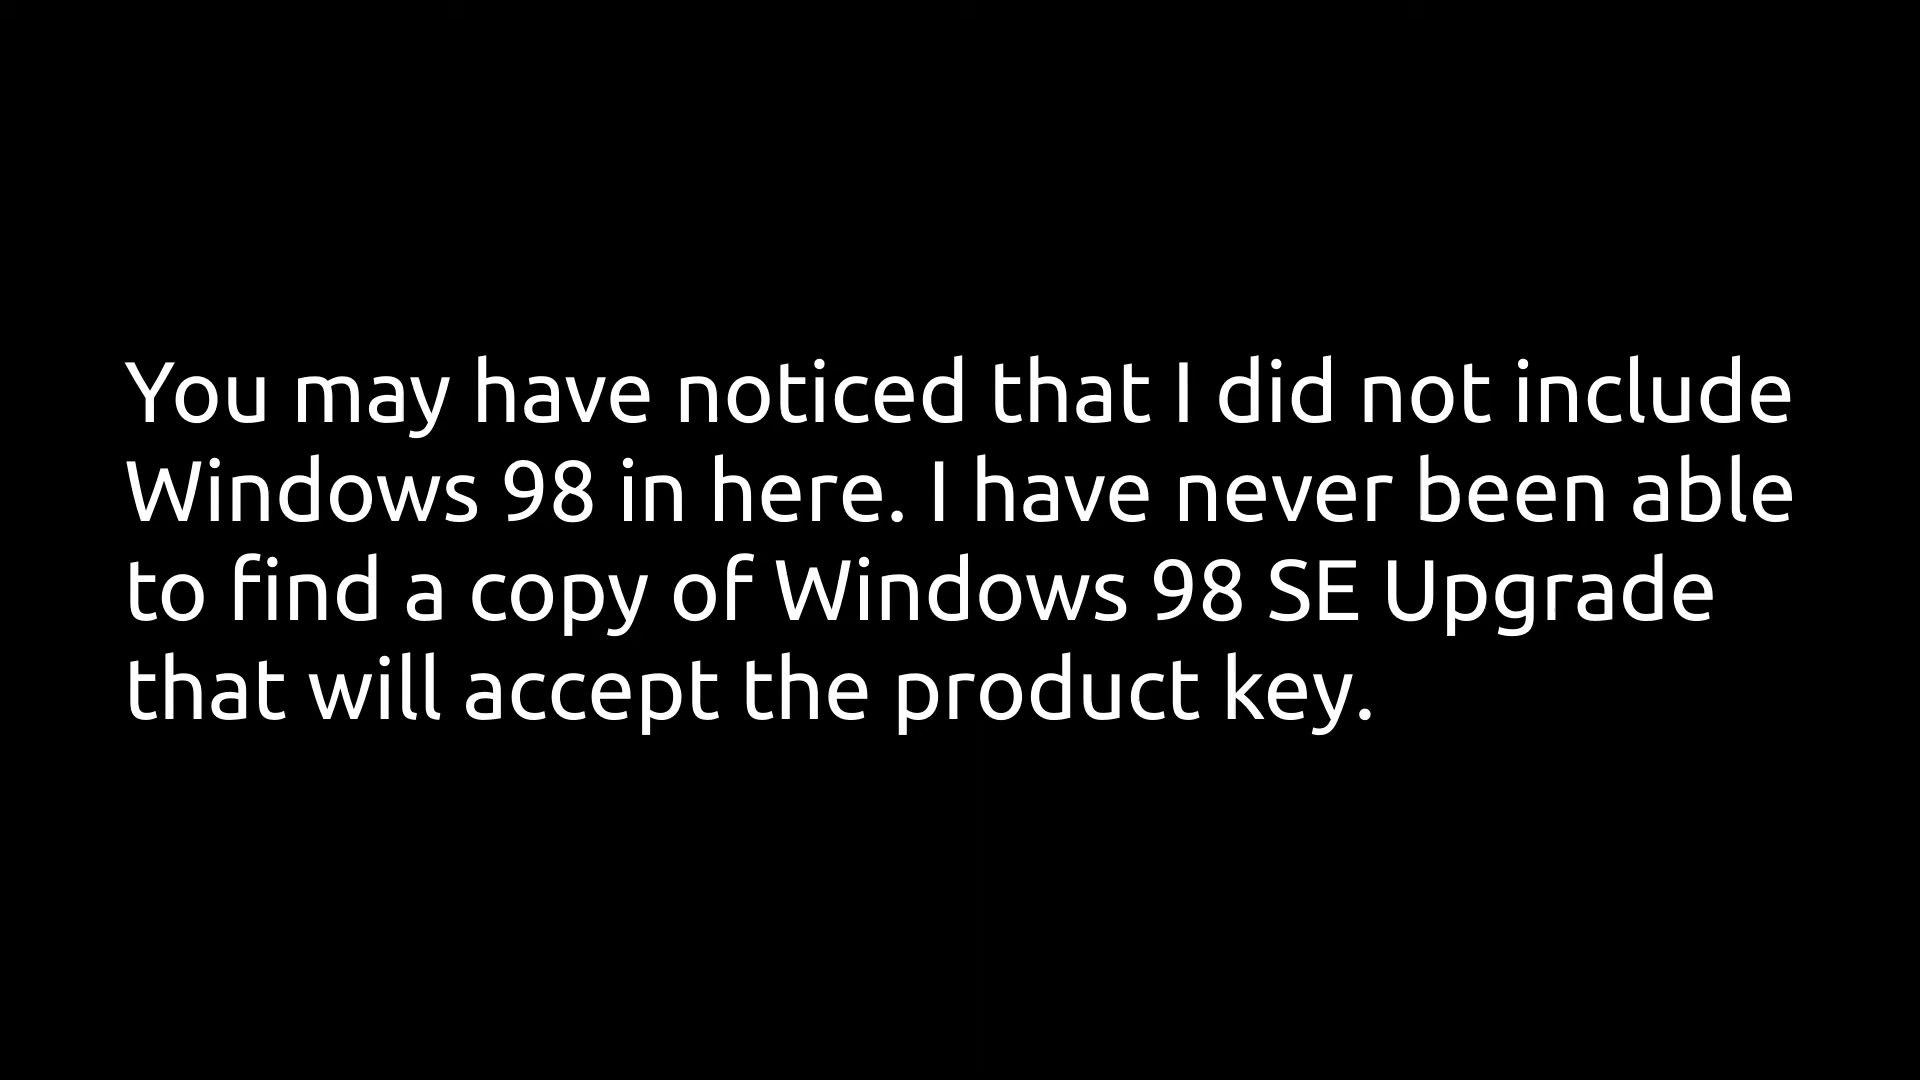 You may have noticed that I did not include
Windows 98 in here. I have never been able
to find a copy of Windows 98 SE Upgrade
that will accept the product key.